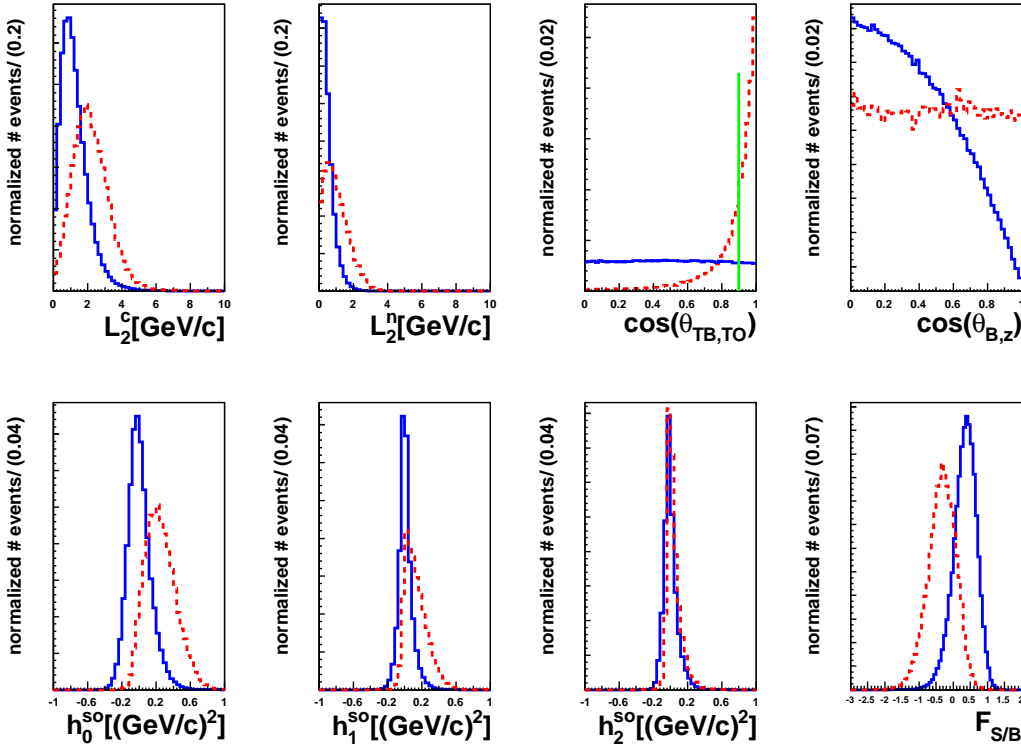 normalized # events/ (0.2)
0 2 4 6 8 10
L₂ᶜ[GeV/c]
normalized # events/ (0.2)
0 2 4 6 8 10
L₂ⁿ[GeV/c]
normalized # events/ (0.02)
0 0.2 0.4 0.6 0.8 1
cos(θ_TB,TO)
normalized # events/ (0.02)
0 0.2 0.4 0.6 0.8 1
cos(θ_B,z)
normalized # events/ (0.04)
-1 -0.6 -0.2 0.2 0.6 1
h₀ˢᵒ[(GeV/c)²]
normalized # events/ (0.04)
-1 -0.6 -0.2 0.2 0.6 1
h₁ˢᵒ[(GeV/c)²]
normalized # events/ (0.04)
-1 -0.6 -0.2 0.2 0.6 1
h₂ˢᵒ[(GeV/c)²]
normalized # events/ (0.07)
-3 -2.5 -2 -1.5 -1 -0.5 0 0.5 1 1.5 2
F_S/B